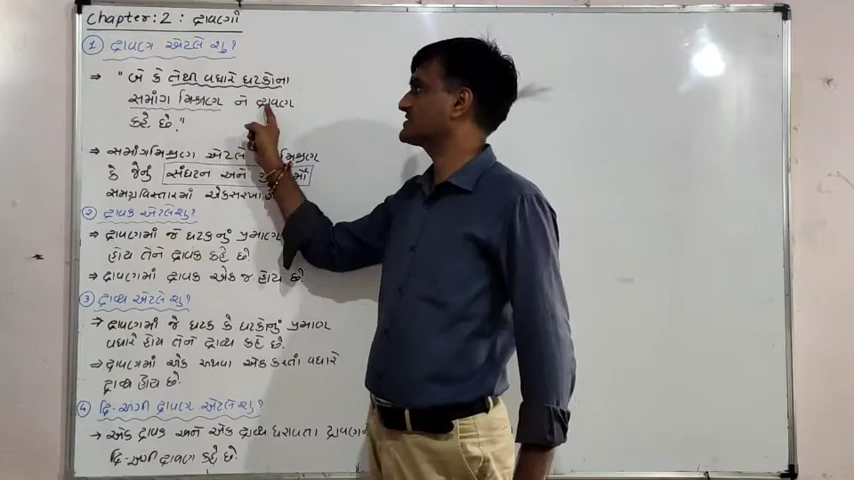 Chapter: 2 : દ્રાવણો
① દ્રાવણ એટલે શું?
→ "બે કે તેથી વધારે ઘટકોના
સમાંગ મિશ્રણ ને દ્રાવણ
કહે છે."
→ સમાંગમિશ્રણ એટલે મિશ્રણ
કે જેનું સંઘટન અને
સમગ્રવિસ્તારમાં એકસરખા
② દ્રાવક એટલેશું?
→ દ્રાવણમાં જે ઘટકનું પ્રમાણ
હોય તેને દ્રાવક કહે છે.
→ દ્રાવણમાં દ્રાવક એક જ હોય છે.
③ દ્રાવ્ય એટલે શું?
→ દ્રાવણમાં જે ઘટક કે ઘટકોનું પ્રમાણ
વધારે હોય તેને દ્રાવ્ય કહે છે.
→ દ્રાવણમાં એક અથવા એક કરતાં વધારે
દ્રાવ્ય હોય છે.
④ દ્વિ-અંગી દ્રાવણ એટલે શું?
→ એક દ્રાવક અને એક દ્રાવ્ય ધરાવતા દ્રાવણને
દ્વિ-અંગી દ્રાવણ કહે છે.